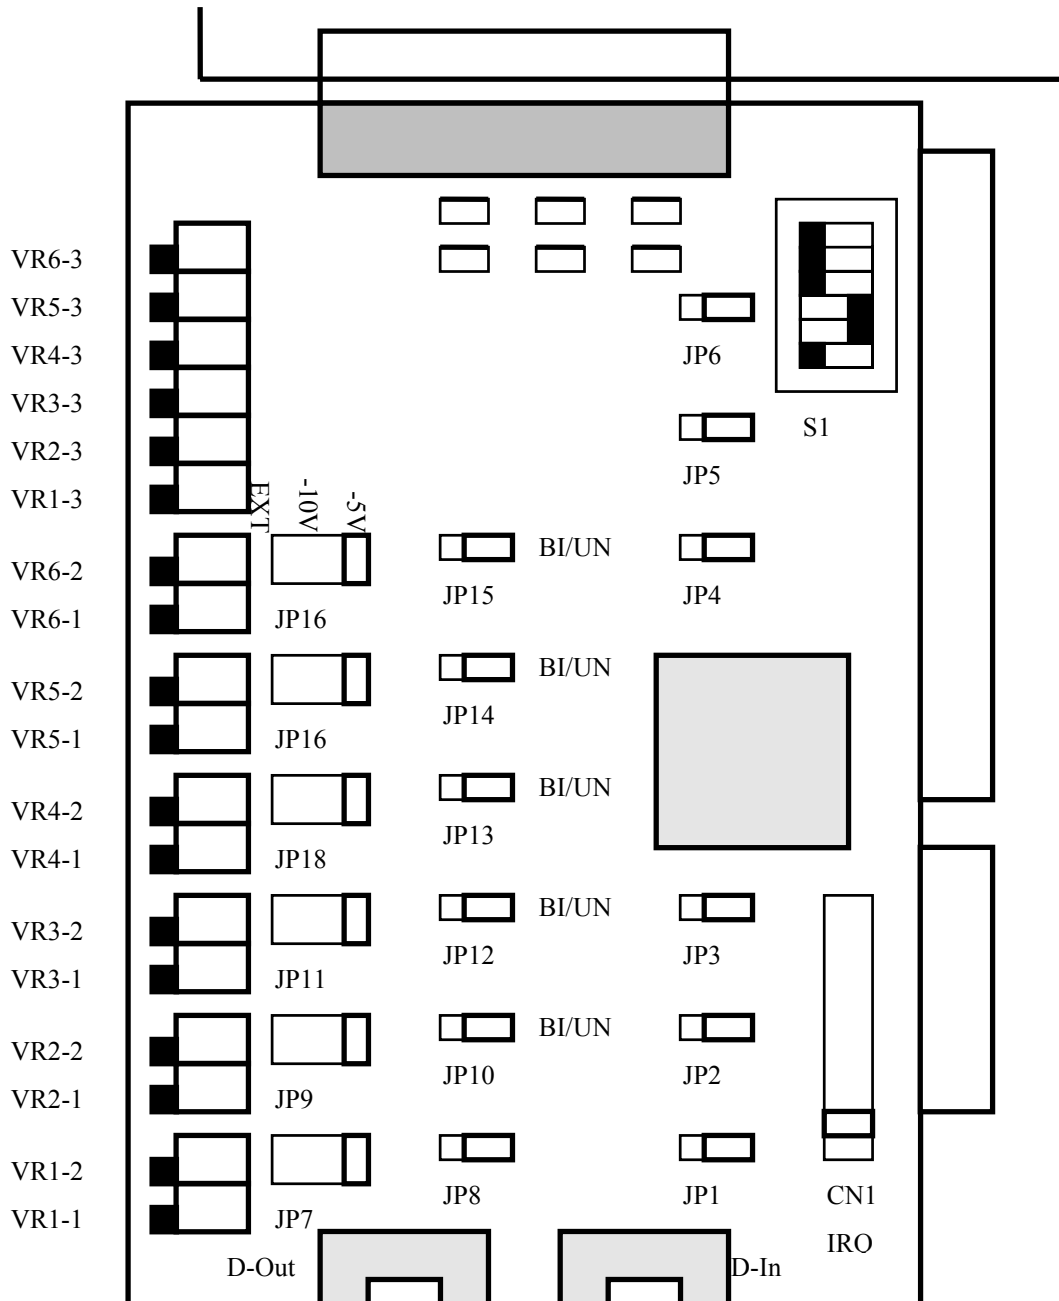 VR6-3
VR5-3
JP6
VR4-3
VR3-3
S1
VR2-3
JP5
VR1-3
EXT
-10V
-5V
BI/UN
VR6-2
JP15
JP4
VR6-1
JP16
BI/UN
VR5-2
JP14
VR5-1
JP16
BI/UN
VR4-2
JP13
VR4-1
JP18
BI/UN
VR3-2
JP12
JP3
VR3-1
JP11
BI/UN
VR2-2
JP10
JP2
VR2-1
JP9
VR1-2
JP8
JP1
CN1
VR1-1
JP7
IRO
D-Out
D-In